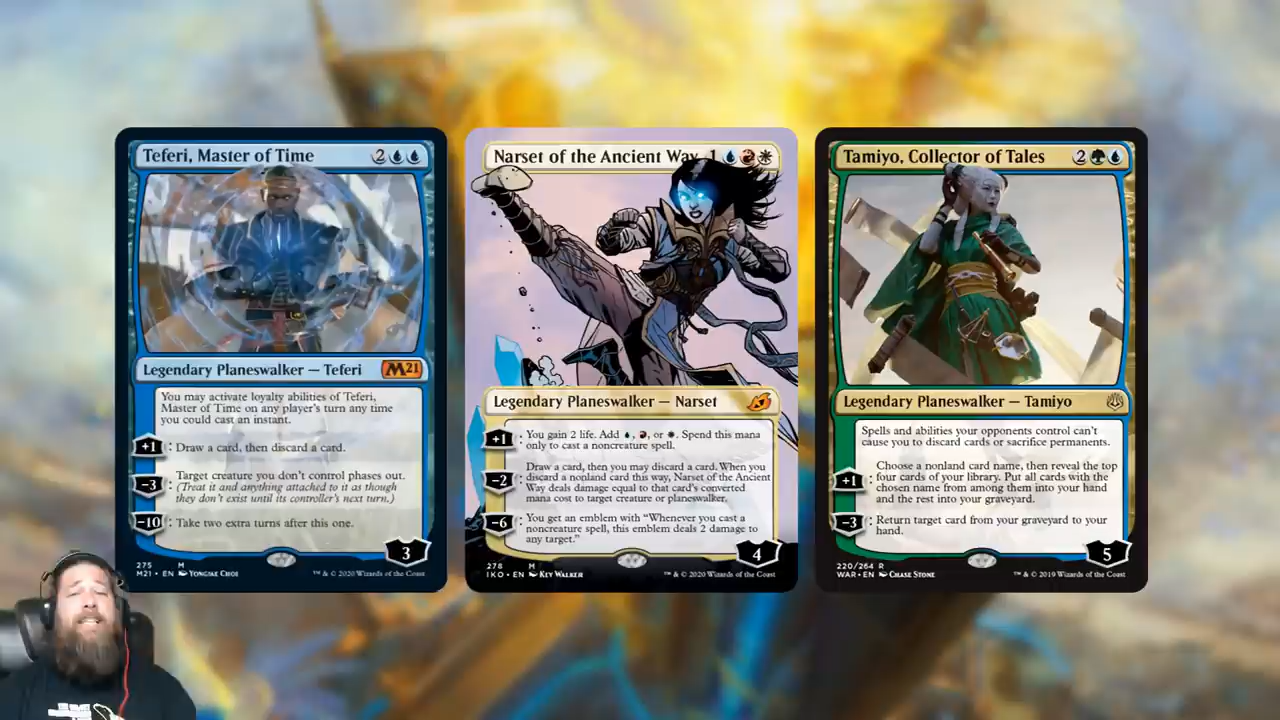 Teferi, Master of Time 2
Legendary Planeswalker — Teferi M21
You may activate loyalty abilities of Teferi,
Master of Time on any player's turn any time
you could cast an instant.
+1: Draw a card, then discard a card.
-3: Target creature you don't control phases out.
(Treat it and anything attached to it as though
they don't exist until its controller's next turn.)
-10: Take two extra turns after this one.
3
275 M
M21 • EN Yongjae Choi ™ & © 2020 Wizards of the Coast
Narset of the Ancient Way 1
Legendary Planeswalker — Narset
+1: You gain 2 life. Add , , or . Spend this mana
only to cast a noncreature spell.
-2: Draw a card, then you may discard a card. When you
discard a nonland card this way, Narset of the Ancient
Way deals damage equal to that card's converted
mana cost to target creature or planeswalker.
-6: You get an emblem with "Whenever you cast a
noncreature spell, this emblem deals 2 damage to
any target."
4
278 M
IKO • EN Kev Walker ™ & © 2020 Wizards of the Coast
Tamiyo, Collector of Tales 2
Legendary Planeswalker — Tamiyo
Spells and abilities your opponents control can't
cause you to discard cards or sacrifice permanents.
+1: Choose a nonland card name, then reveal the top
four cards of your library. Put all cards with the
chosen name from among them into your hand
and the rest into your graveyard.
-3: Return target card from your graveyard to your
hand.
5
220/264 R
WAR • EN Chase Stone ™ & © 2019 Wizards of the Coast